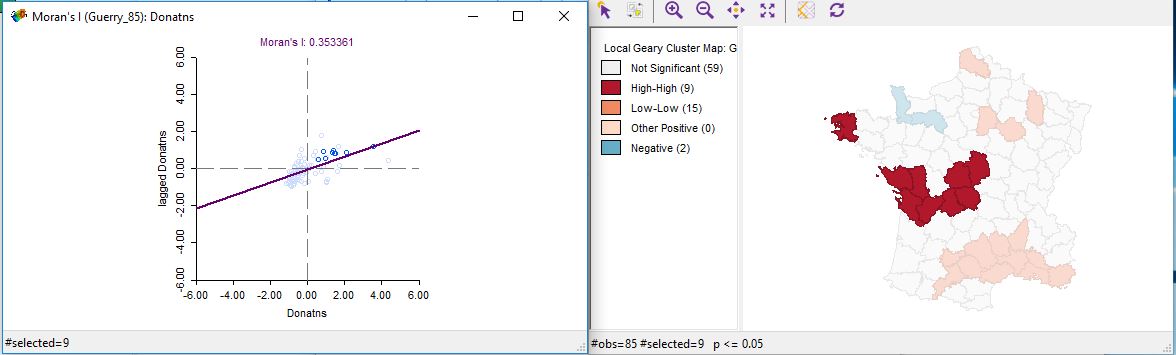 Moran's I (Guerry_85): Donatns
Moran's I: 0.353361
6.00
4.00
2.00
0.00
-2.00
-4.00
-6.00
lagged Donatns
-6.00 -4.00 -2.00 0.00 2.00 4.00 6.00
Donatns
#selected=9
Local Geary Cluster Map: G
Not Significant (59)
High-High (9)
Low-Low (15)
Other Positive (0)
Negative (2)
#obs=85 #selected=9 p <= 0.05